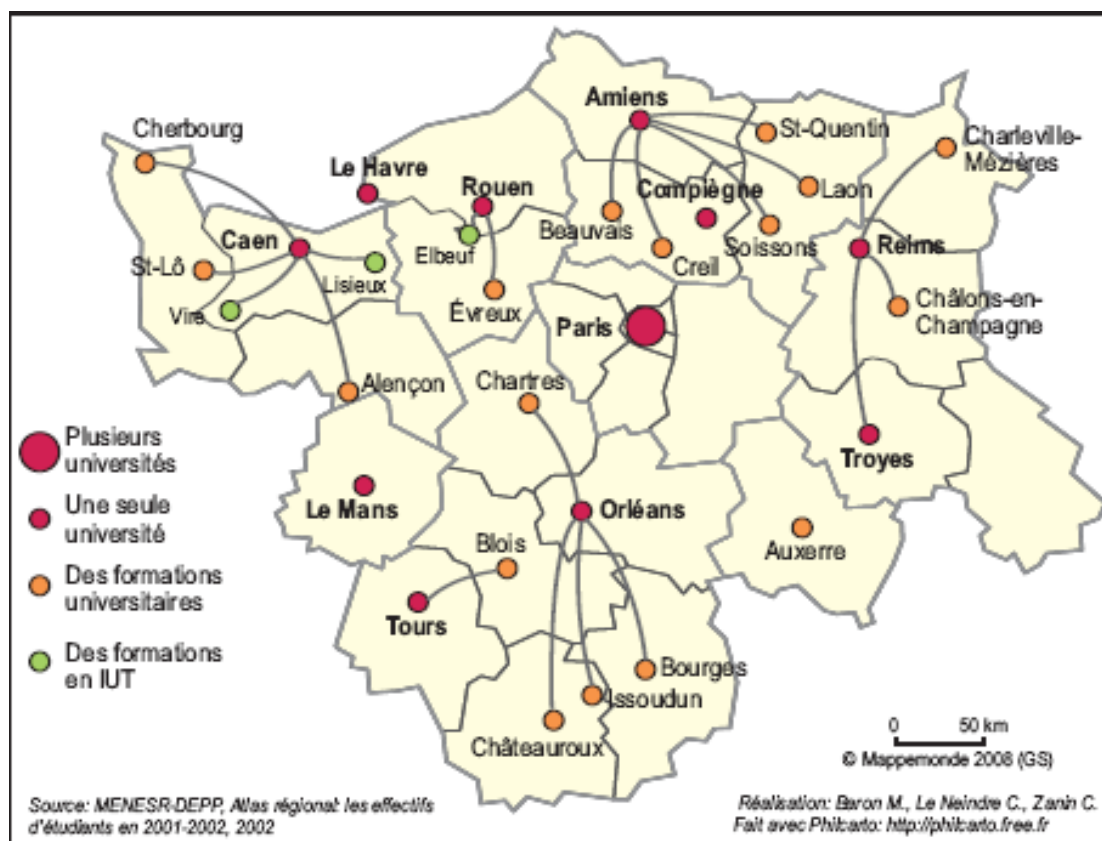 Amiens
St-Quentin
Cherbourg
Charleville-
Mézières
Le Havre
Rouen
Compiègne
Laon
Beauvais
Soissons
Caen
Elbeuf
Reims
St-Lô
Lisieux
Creil
Vire
Évreux
Châlons-en-
Champagne
Paris
Chartres
Alençon
Plusieurs
universités
Troyes
Une seule
université
Le Mans
Orléans
Blois
Auxerre
Des formations
universitaires
Tours
Des formations
en IUT
Bourges
Issoudun
Châteauroux
0 50 km
© Mappemonde 2008 (GS)
Source: MENESR-DEPP, Atlas régional: les effectifs
d'étudiants en 2001-2002, 2002
Réalisation: Baron M., Le Neindre C., Zanin C.
Fait avec Philcarto: http://philcarto.free.fr